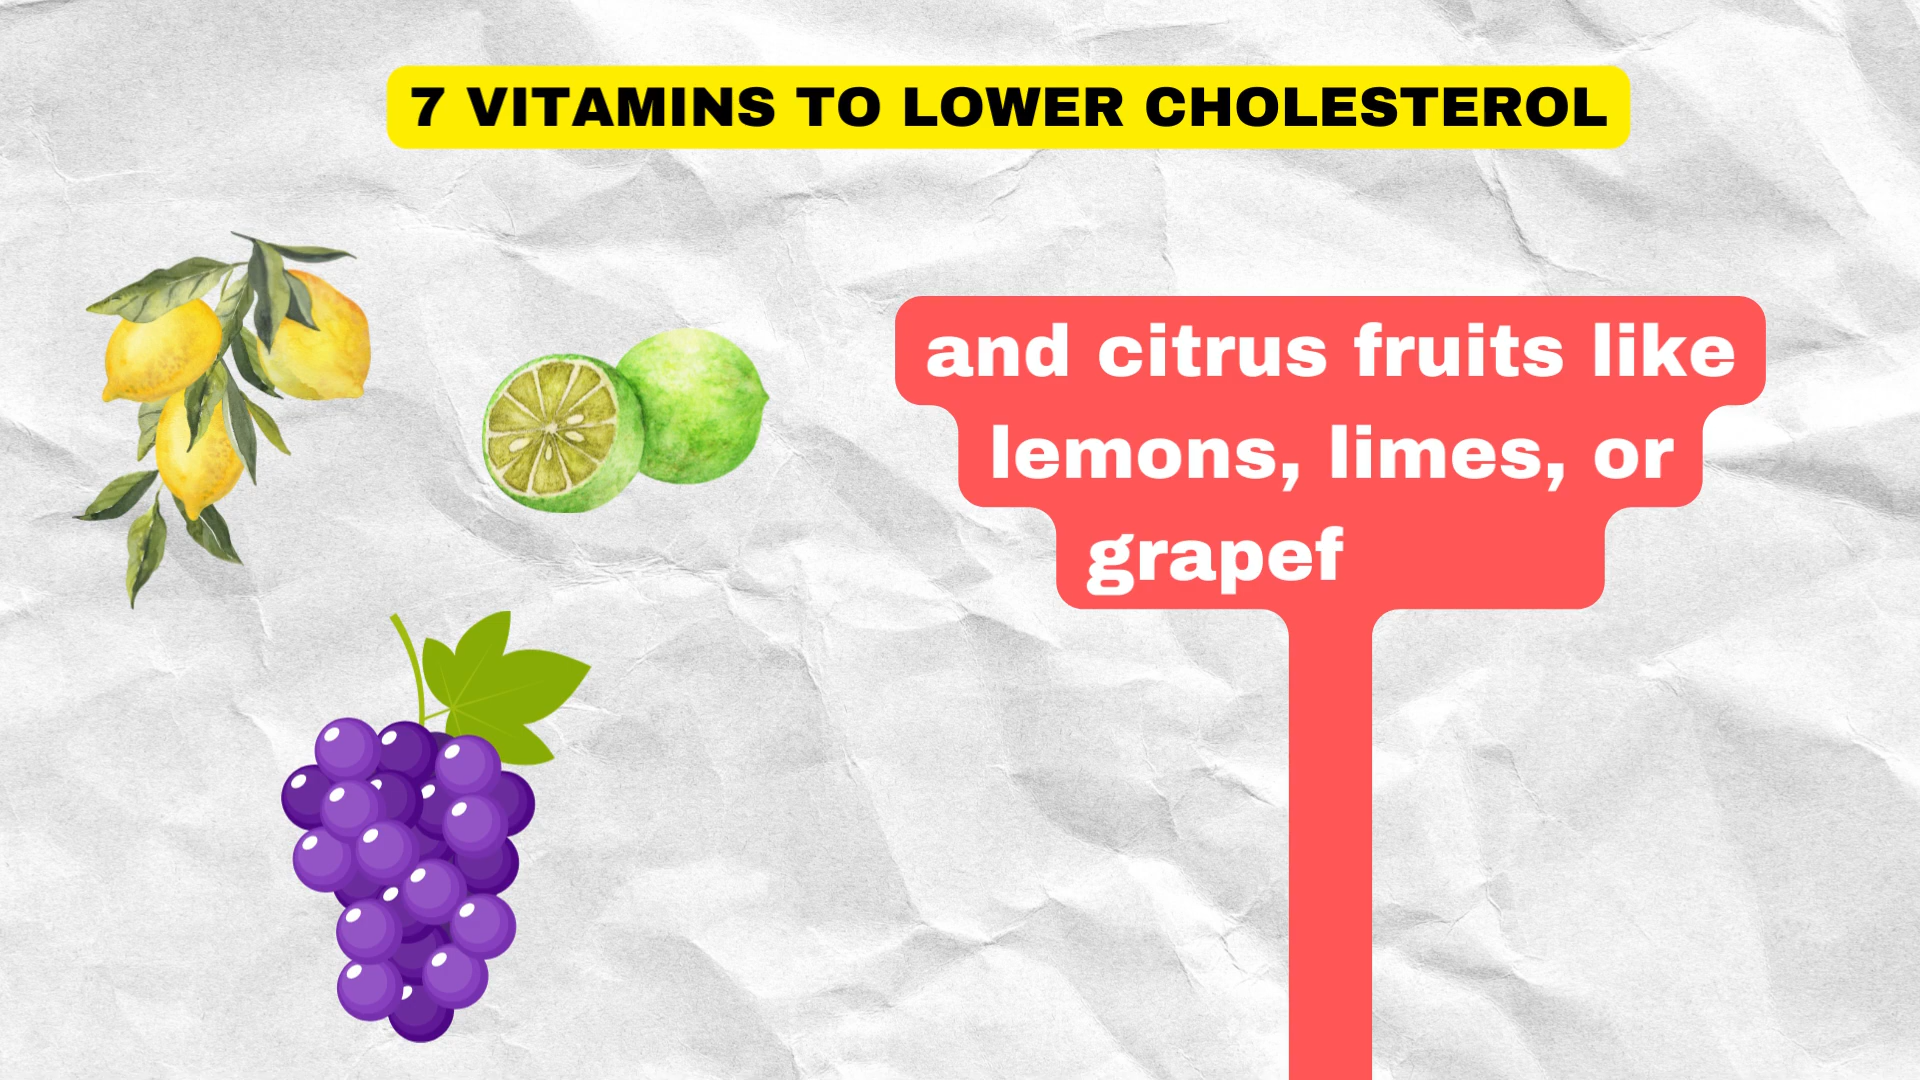 7 VITAMINS TO LOWER CHOLESTEROL
and citrus fruits like
lemons, limes, or
grapef